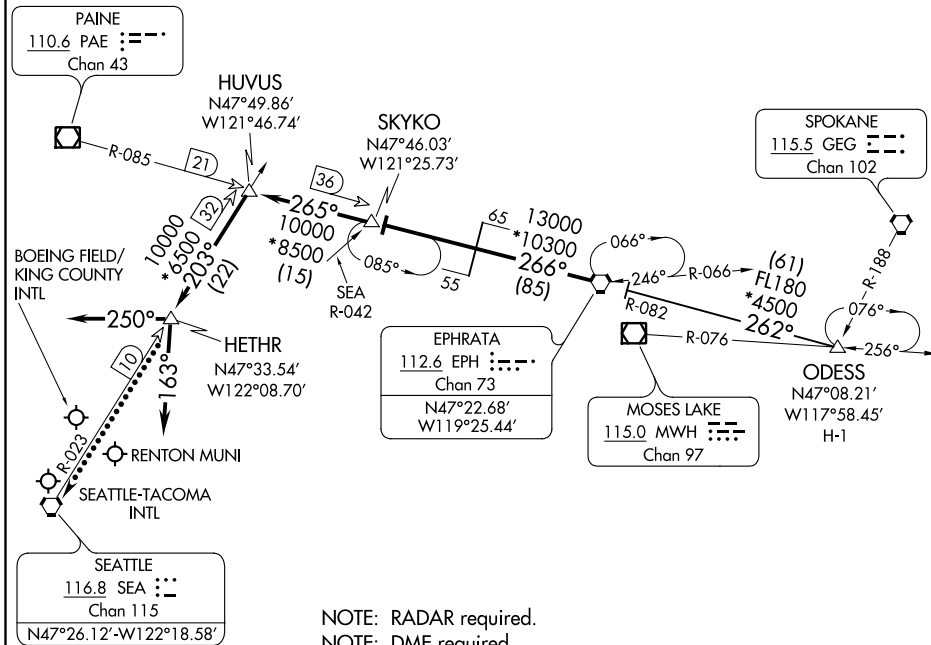 PAINE
110.6 PAE
Chan 43
HUVUS
N47°49.86'
W121°46.74'
SKYKO
N47°46.03'
W121°25.73'
SPOKANE
115.5 GEG
Chan 102
R-085
21
36
32
265°
10000
*8500
(15)
085°
SEA
R-042
65
55
13000
*10300
266°
(85)
066°
246°
R-066
(61)
FL180
*4500
262°
R-082
R-076
R-188
076°
256°
10000
*6500
203°
(22)
BOEING FIELD/
KING COUNTY
INTL
250°
HETHR
N47°33.54'
W122°08.70'
163°
10
R-023
RENTON MUNI
SEATTLE-TACOMA
INTL
EPHRATA
112.6 EPH
Chan 73
N47°22.68'
W119°25.44'
MOSES LAKE
115.0 MWH
Chan 97
ODESS
N47°08.21'
W117°58.45'
H-1
SEATTLE
116.8 SEA
Chan 115
N47°26.12'-W122°18.58'
NOTE: RADAR required.
NOTE: DME required.